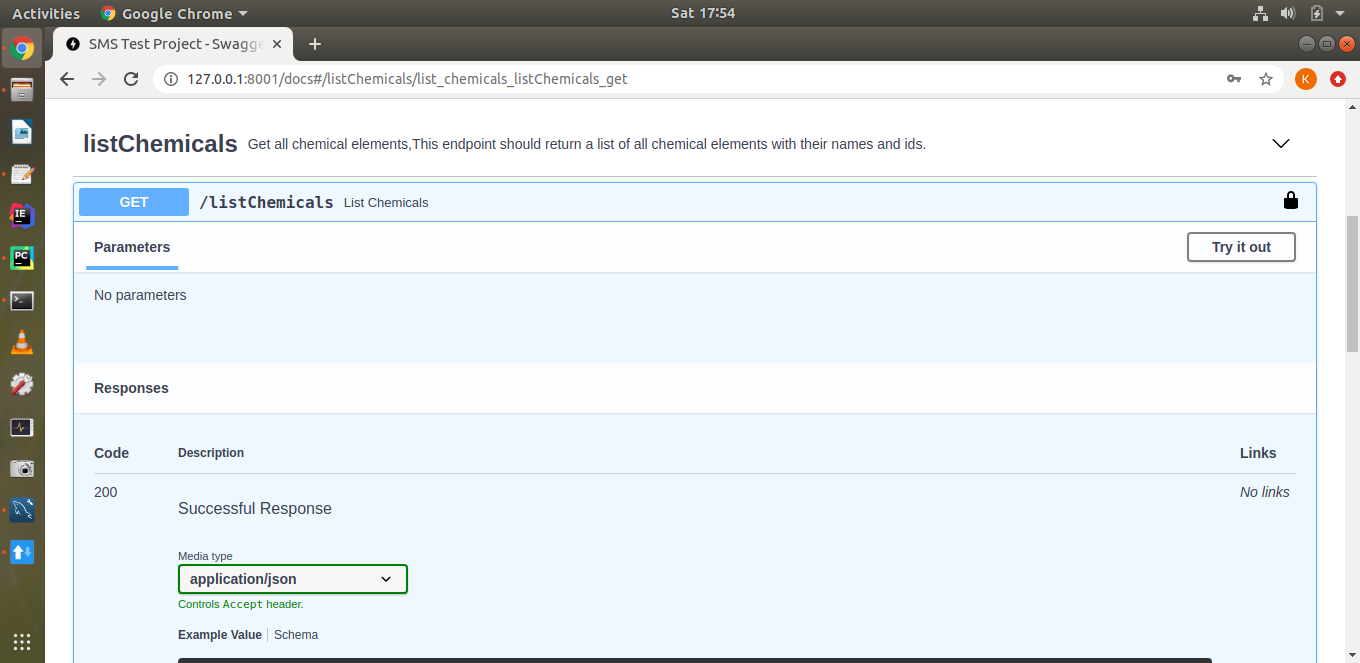 Activities
Google Chrome
Sat 17:54
SMS Test Project - Swagge
127.0.0.1:8001/docs#/listChemicals/list_chemicals_listChemicals_get
K
IE
PC
listChemicals Get all chemical elements,This endpoint should return a list of all chemical elements with their names and ids.
GET /listChemicals List Chemicals
Parameters
Try it out
No parameters
Responses
Code Description Links
200
Successful Response
No links
Media type
application/json
Controls Accept header.
Example Value Schema